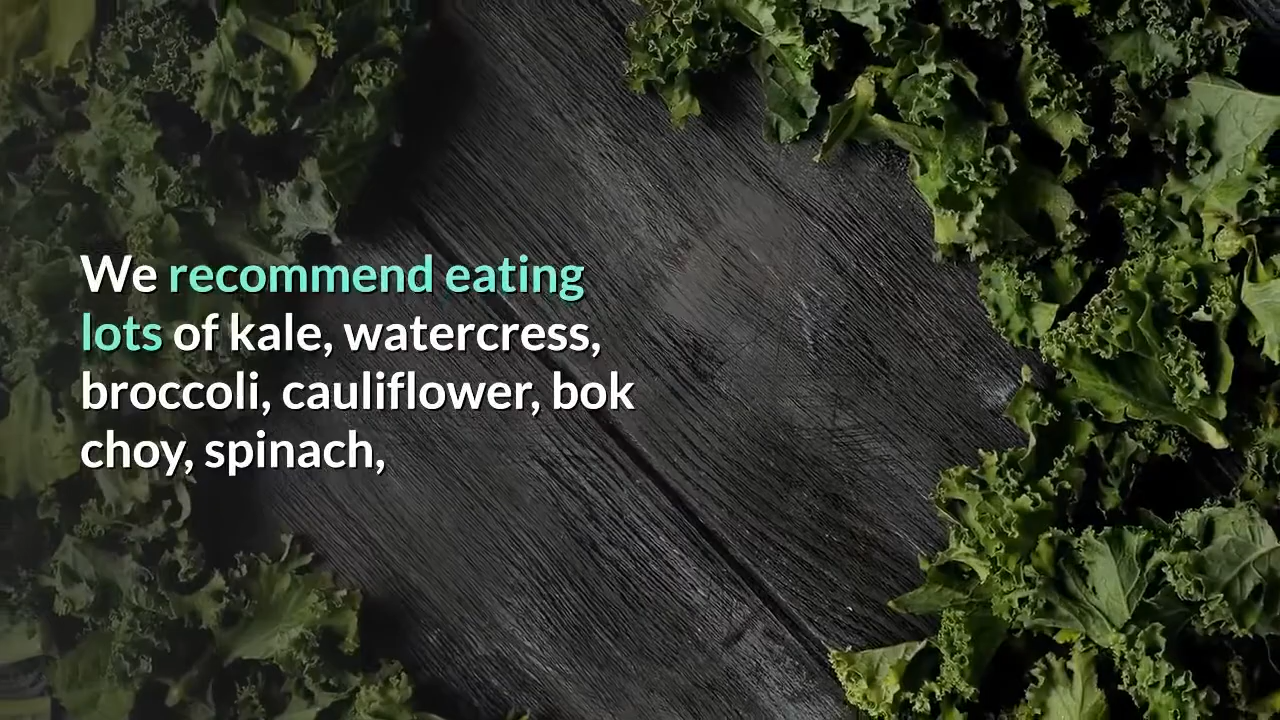 We recommend eating
lots of kale, watercress,
broccoli, cauliflower, bok
choy, spinach,